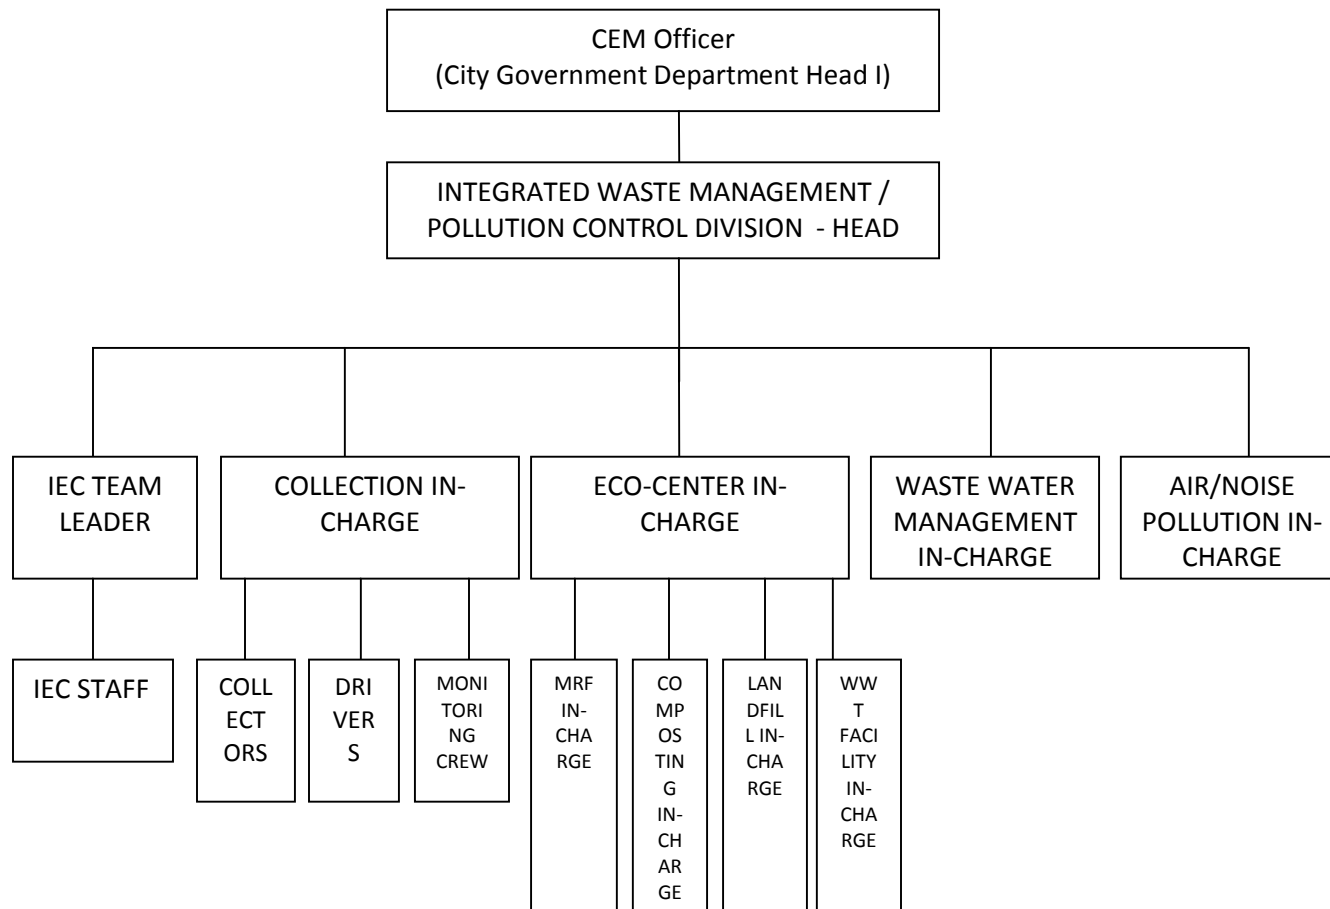 CEM Officer
(City Government Department Head I)
INTEGRATED WASTE MANAGEMENT /
POLLUTION CONTROL DIVISION  - HEAD
IEC TEAM
LEADER
COLLECTION IN-
CHARGE
ECO-CENTER IN-
CHARGE
WASTE WATER
MANAGEMENT
IN-CHARGE
AIR/NOISE
POLLUTION IN-
CHARGE
IEC STAFF
COLL
ECT
ORS
DRI
VER
S
MONI
TORI
NG
CREW
MRF
IN-
CHA
RGE
CO
MP
OS
TIN
G
IN-
CH
AR
GE
LAN
DFIL
L IN-
CHA
RGE
WW
T
FACI
LITY
IN-
CHA
RGE